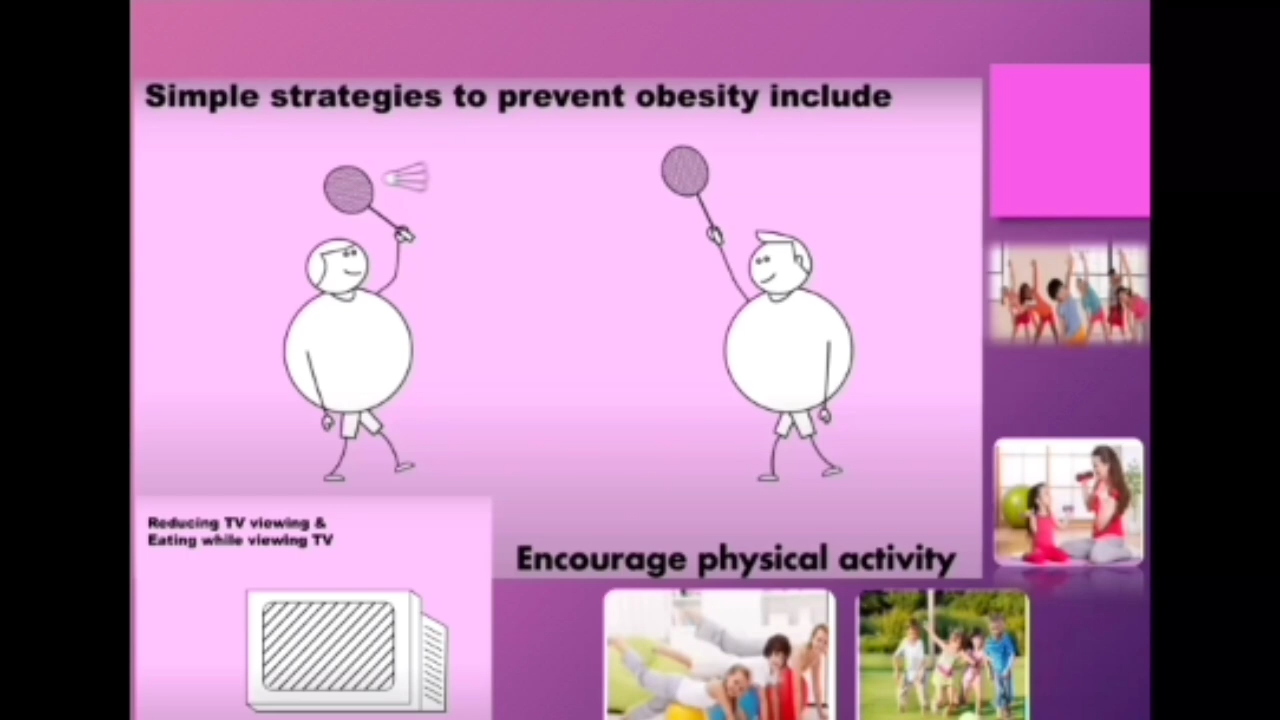 Simple strategies to prevent obesity include
Encourage physical activity
Reducing TV viewing &
Eating while viewing TV